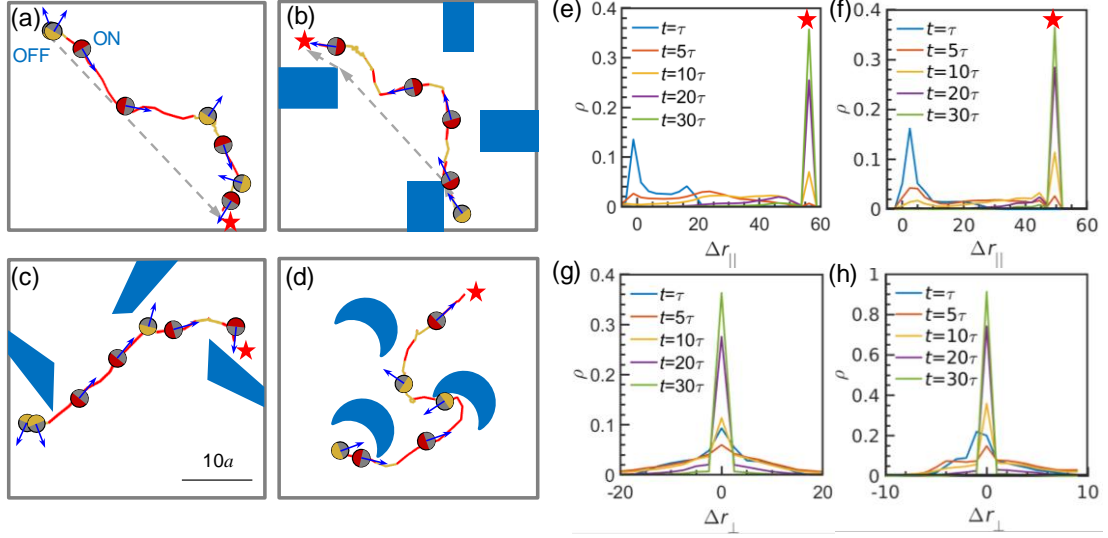 (a)
OFF
ON
(b)
(c)
10a
(d)
(e)
0.4
0.3
0.2
0.1
0
ρ
t=τ
t=5τ
t=10τ
t=20τ
t=30τ
0 20 40 60
Δr||
(f)
0.4
0.3
0.2
0.1
0
ρ
t=τ
t=5τ
t=10τ
t=20τ
t=30τ
0 20 40 60
Δr||
(g)
0.4
0.3
0.2
0.1
0
ρ
t=τ
t=5τ
t=10τ
t=20τ
t=30τ
-20 0 20
Δr⊥
(h)
1
0.8
0.6
0.4
0.2
0
ρ
t=τ
t=5τ
t=10τ
t=20τ
t=30τ
-10 0 10
Δr⊥